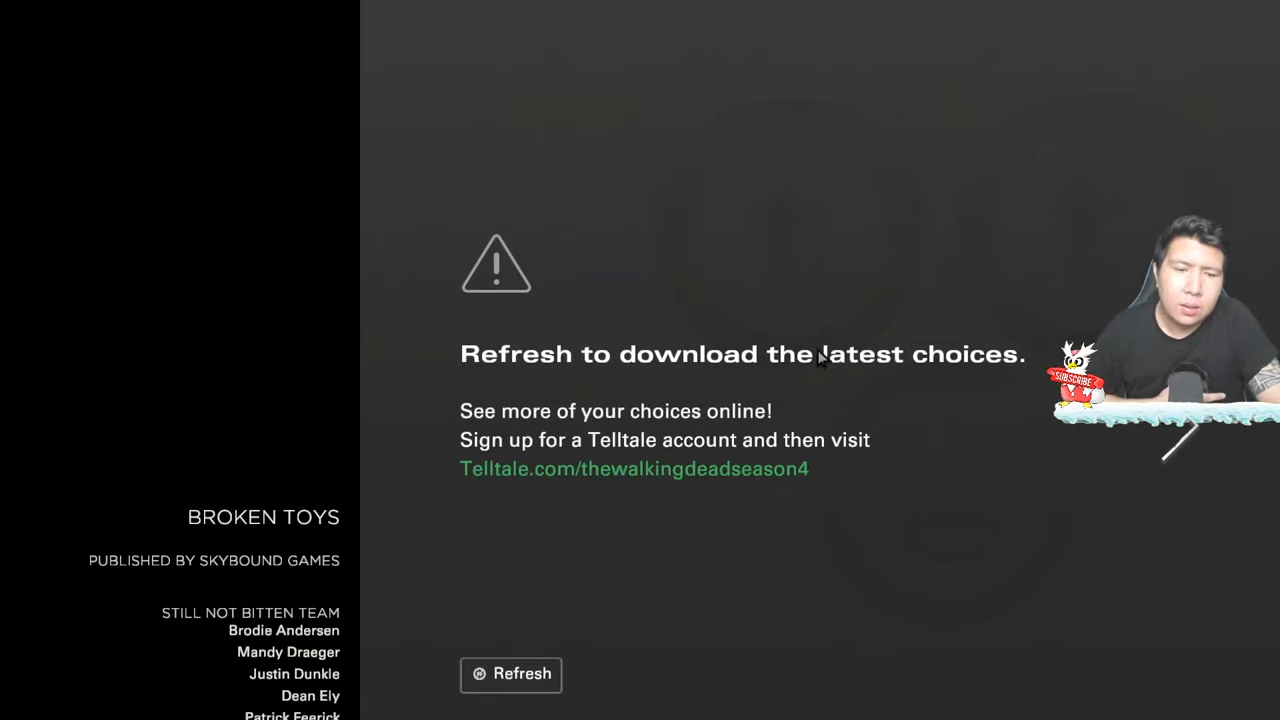 Refresh to download the latest choices.
See more of your choices online!
Sign up for a Telltale account and then visit
Telltale.com/thewalkingdeadseason4
SUBSCRIBE
BROKEN TOYS
PUBLISHED BY SKYBOUND GAMES
STILL NOT BITTEN TEAM
Brodie Andersen
Mandy Draeger
Justin Dunkle
Dean Ely
Patrick Feerick
Refresh